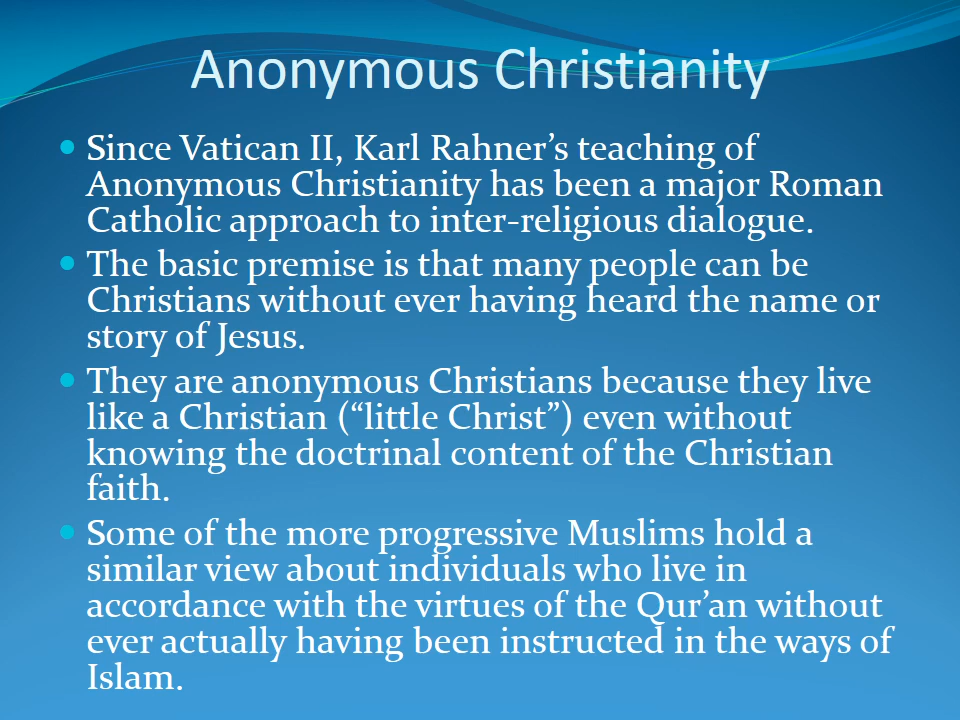 Anonymous Christianity
• Since Vatican II, Karl Rahner’s teaching of
Anonymous Christianity has been a major Roman
Catholic approach to inter-religious dialogue.
• The basic premise is that many people can be
Christians without ever having heard the name or
story of Jesus.
• They are anonymous Christians because they live
like a Christian (“little Christ”) even without
knowing the doctrinal content of the Christian
faith.
• Some of the more progressive Muslims hold a
similar view about individuals who live in
accordance with the virtues of the Qur’an without
ever actually having been instructed in the ways of
Islam.